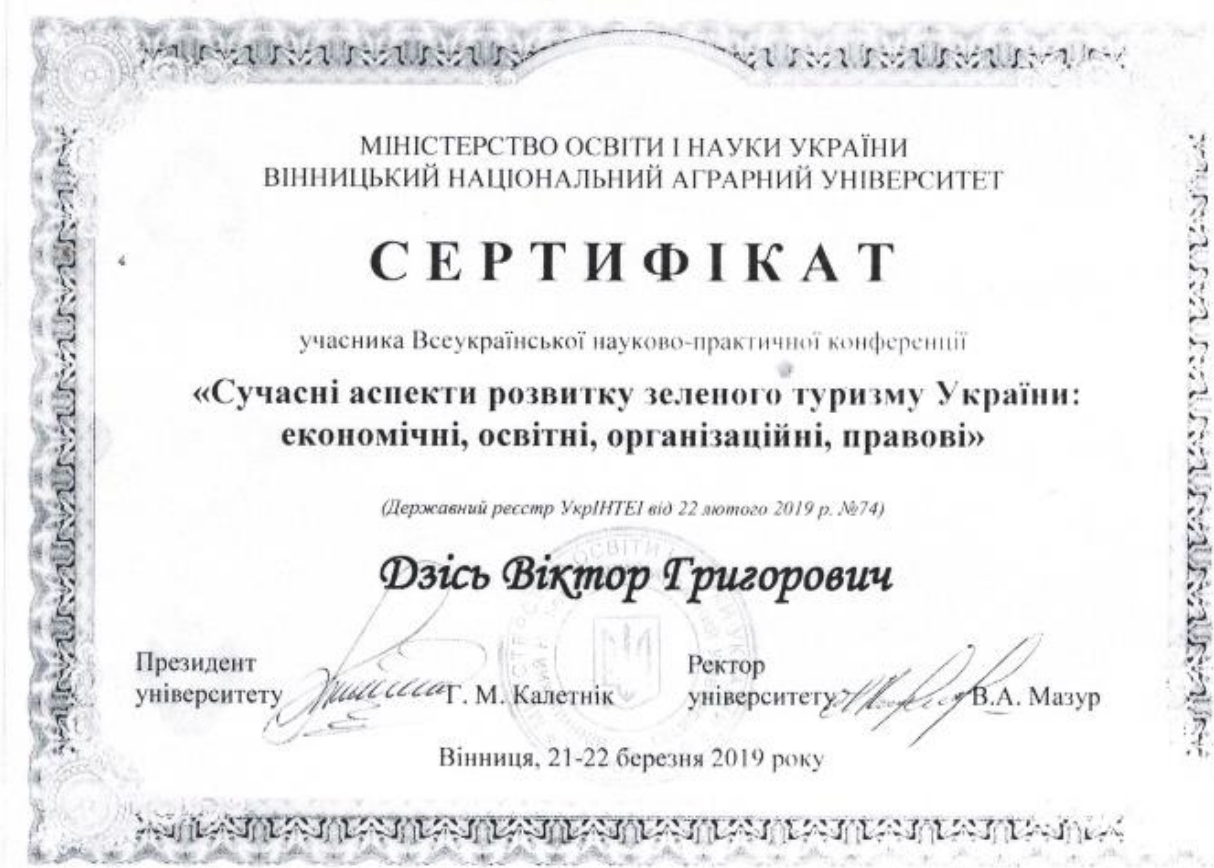 МІНІСТЕРСТВО ОСВІТИ І НАУКИ УКРАЇНИ
ВІННИЦЬКИЙ НАЦІОНАЛЬНИЙ АГРАРНИЙ УНІВЕРСИТЕТ
СЕРТИФІКАТ
учасника Всеукраїнської науково-практичної конференції
«Сучасні аспекти розвитку зеленого туризму України:
економічні, освітні, організаційні, правові»
(Державний реєстр УкрІНТЕІ від 22 лютого 2019 р. №74)
Дзісь Віктор Григорович
Президент
університету Г. М. Калетнік
Ректор
університету В.А. Мазур
Вінниця, 21-22 березня 2019 року